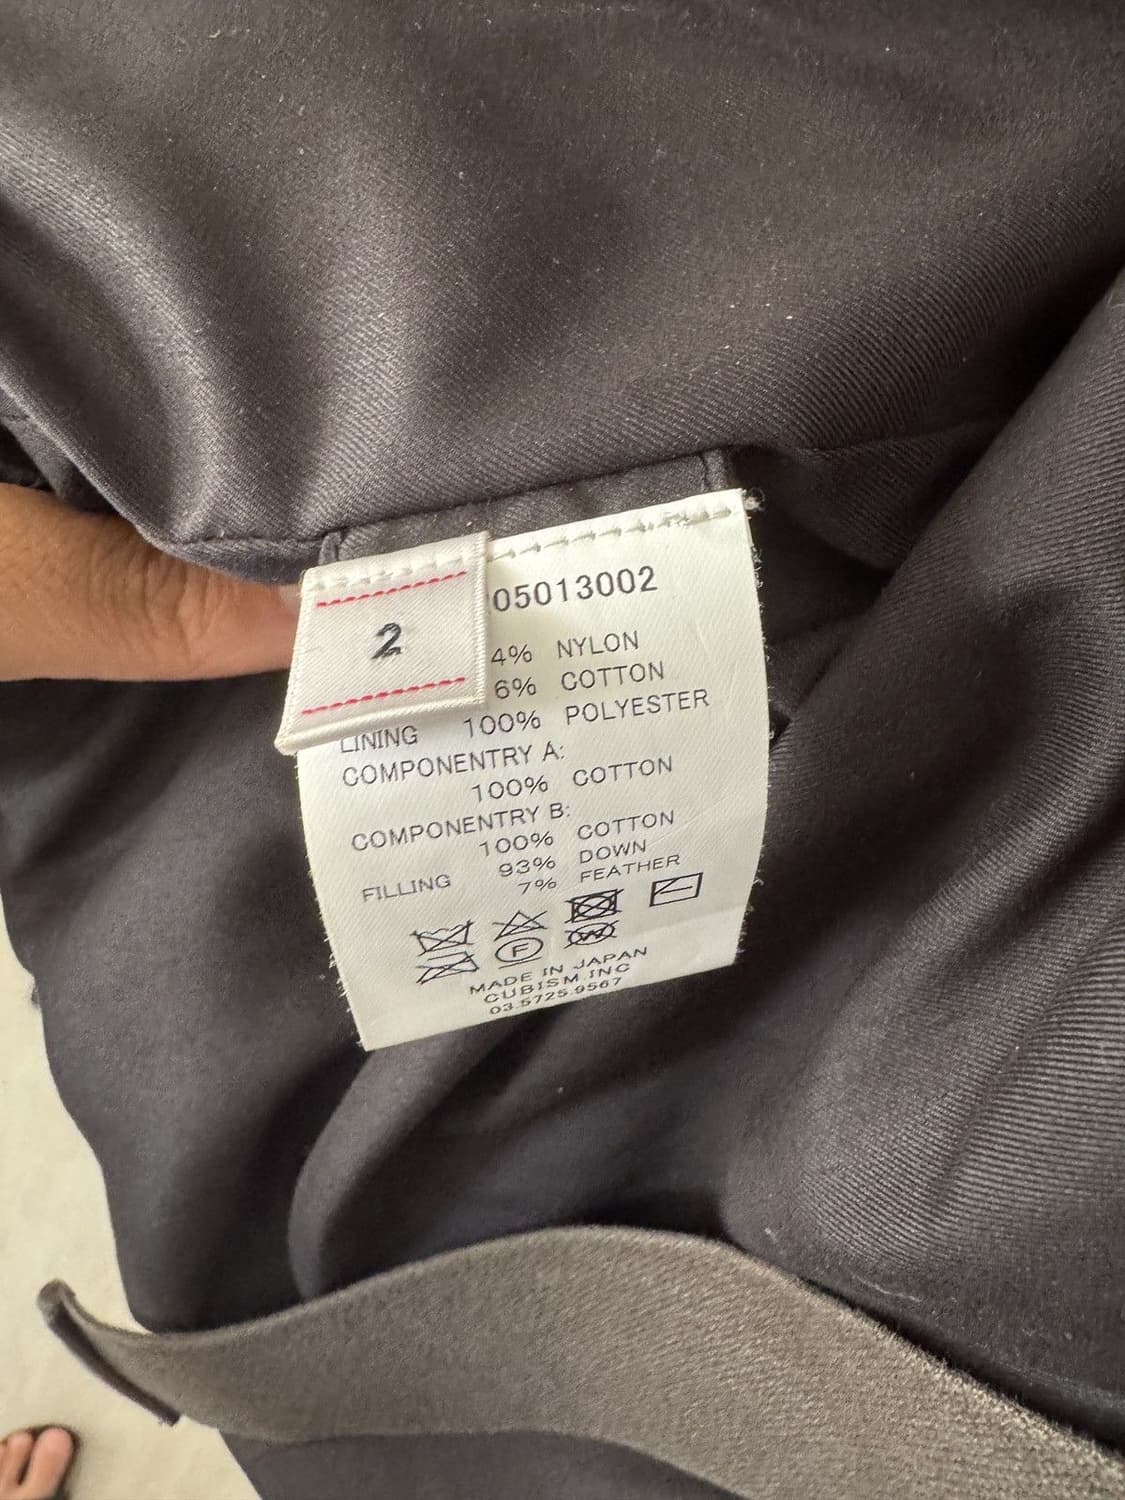 2
05013002
4% NYLON
6% COTTON
LINING 100% POLYESTER
COMPONENTRY A:
100% COTTON
COMPONENTRY B:
100% COTTON
FILLING 93% DOWN
7% FEATHER
F
W
MADE IN JAPAN
CUBISM.INC
03.5725.9567